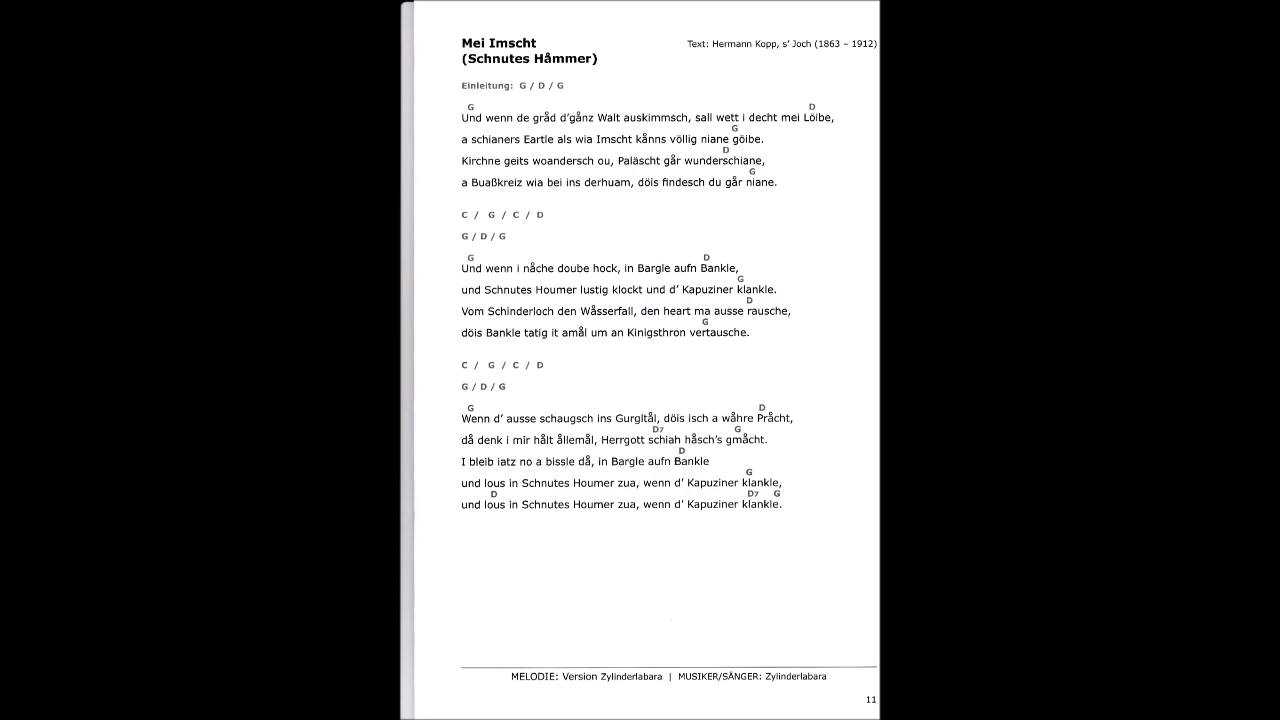 Mei Imscht
Text: Hermann Kopp, s' Joch (1863 – 1912)
(Schnutes Håmmer)
Einleitung: G / D / G
G D
Und wenn de gråd d'gånz Walt auskimmsch, sall wett i decht mei Löibe,
G
a schianers Eartle als wia Imscht kånns völlig niane göibe.
D
Kirchne geits woandersch ou, Paläscht går wunderschiane,
G
a Buaßkreiz wia bei ins derhuam, döis findesch du går niane.
C / G / C / D
G / D / G
G D
Und wenn i nåche doube hock, in Bargle aufn Bankle,
G
und Schnutes Houmer lustig klockt und d' Kapuziner klankle.
D
Vom Schinderloch den Wåsserfall, den heart ma ausse rausche,
G
döis Bankle tatig it amål um an Kinigsthron vertausche.
C / G / C / D
G / D / G
G D
Wenn d' ausse schaugsch ins Gurgltål, döis isch a wåhre Pråcht,
D7 G
då denk i mir hålt ållemål, Herrgott schiah håsch's gmåcht.
D
I bleib iatz no a bissle då, in Bargle aufn Bankle
G
und lous in Schnutes Houmer zua, wenn d' Kapuziner klankle,
D D7 G
und lous in Schnutes Houmer zua, wenn d' Kapuziner klankle.
MELODIE: Version Zylinderlabara | MUSIKER/SÄNGER: Zylinderlabara
11